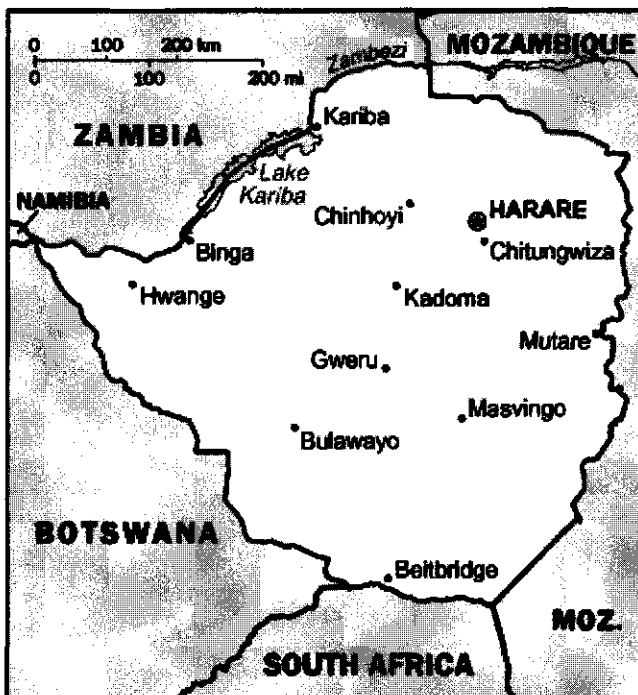 0 100 200 km
0 100 200 mi
Zambezi
MOZAMBIQUE
ZAMBIA
Kariba
Lake
Kariba
NAMIBIA
Chinhoyi
HARARE
Chitungwiza
Binga
Hwange
Kadoma
Mutare
Gweru
Masvingo
Bulawayo
BOTSWANA
Beitbridge
MOZ.
SOUTH AFRICA